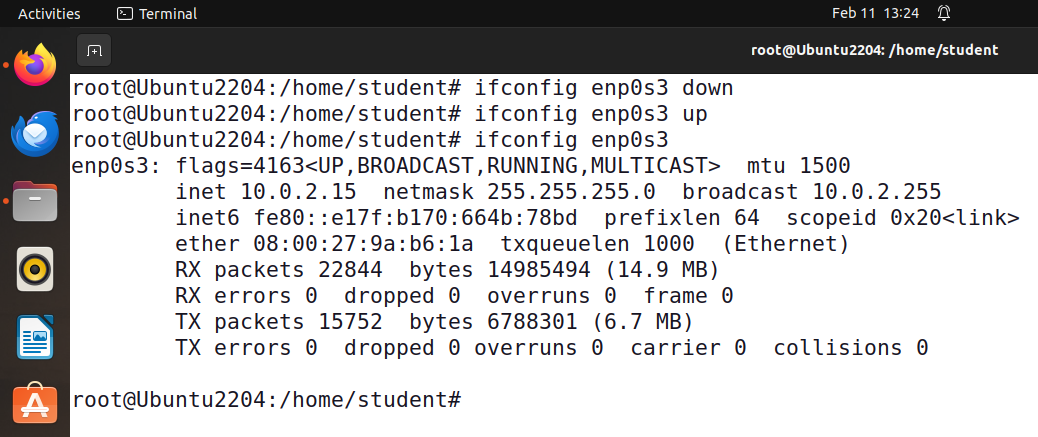 Activities Terminal Feb 11 13:24
root@Ubuntu2204: /home/student
root@Ubuntu2204:/home/student# ifconfig enp0s3 down
root@Ubuntu2204:/home/student# ifconfig enp0s3 up
root@Ubuntu2204:/home/student# ifconfig enp0s3
enp0s3: flags=4163<UP,BROADCAST,RUNNING,MULTICAST>  mtu 1500
        inet 10.0.2.15  netmask 255.255.255.0  broadcast 10.0.2.255
        inet6 fe80::e17f:b170:664b:78bd  prefixlen 64  scopeid 0x20<link>
        ether 08:00:27:9a:b6:1a  txqueuelen 1000  (Ethernet)
        RX packets 22844  bytes 14985494 (14.9 MB)
        RX errors 0  dropped 0  overruns 0  frame 0
        TX packets 15752  bytes 6788301 (6.7 MB)
        TX errors 0  dropped 0 overruns 0  carrier 0  collisions 0
root@Ubuntu2204:/home/student#